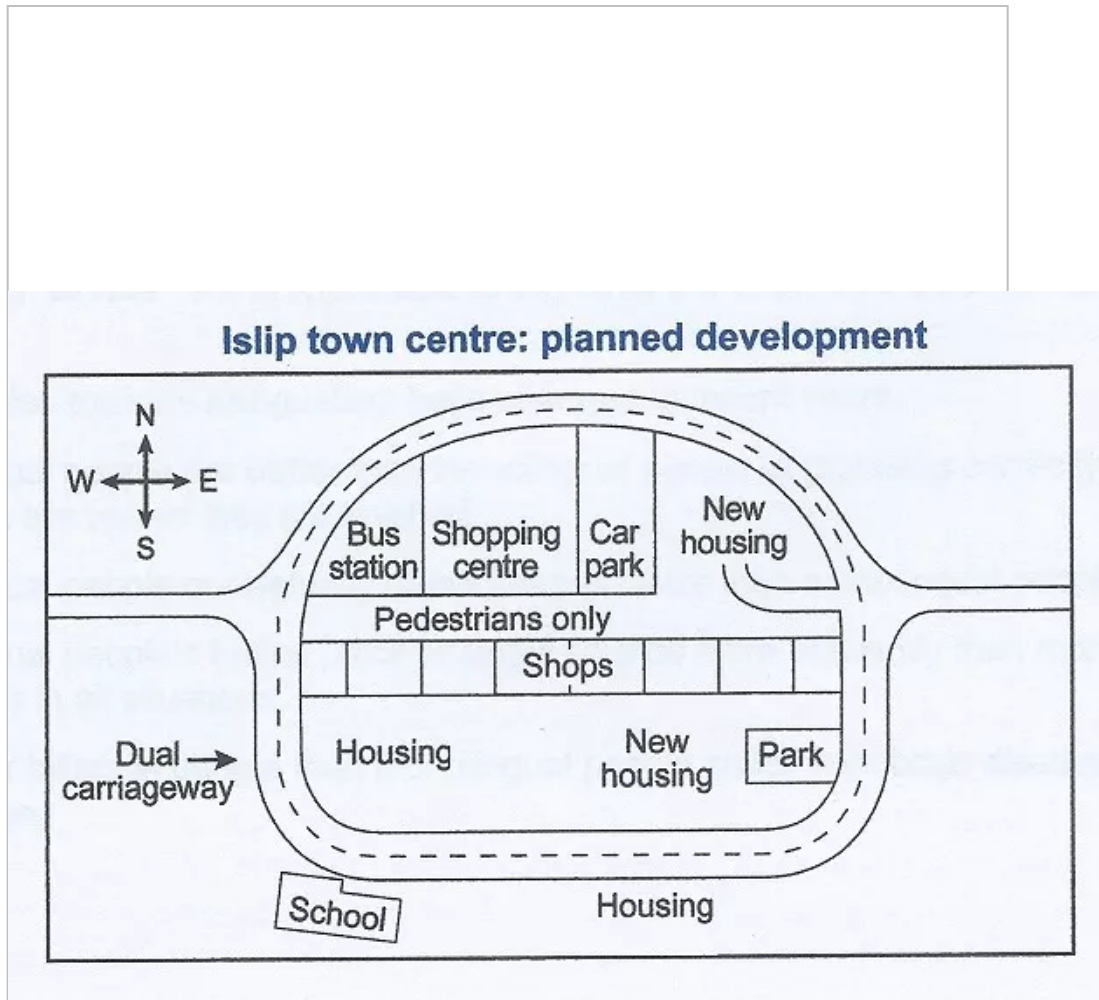 Islip town centre: planned development
N
W E
S
Bus
station
Shopping
centre
Car
park
New
housing
Pedestrians only
Shops
Housing
New
housing
Park
Dual
carriageway
School
Housing